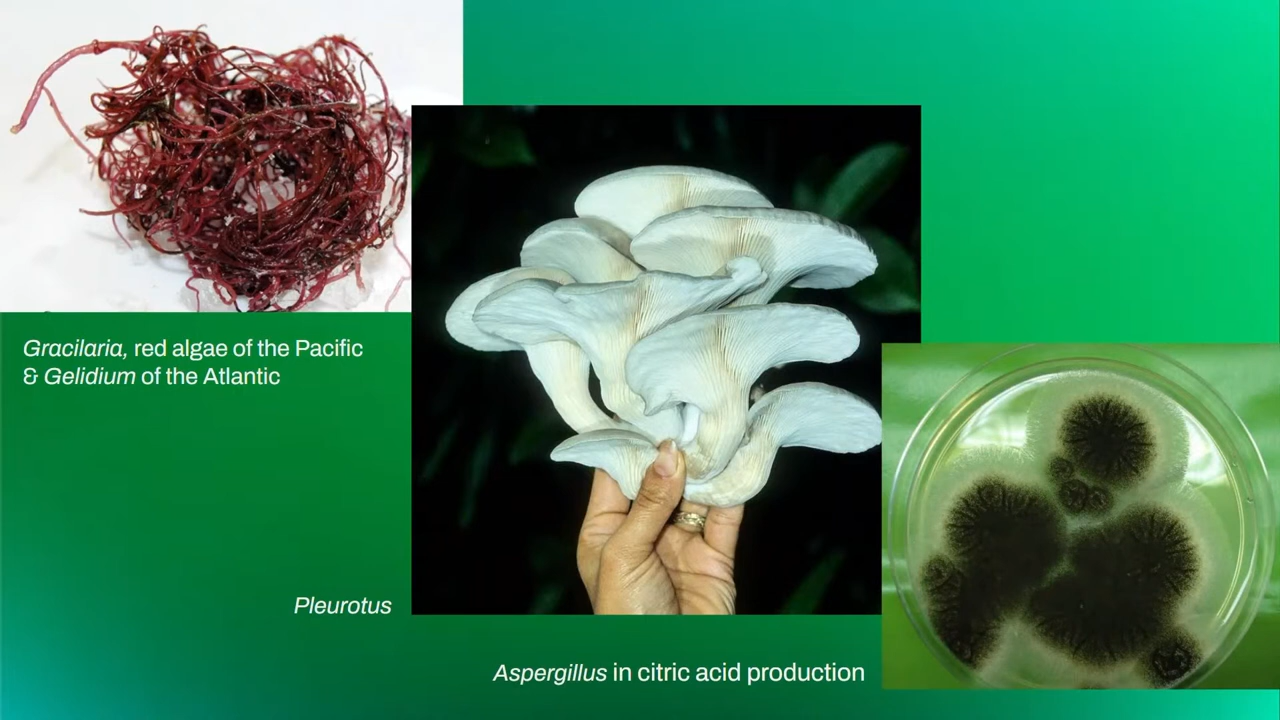 Gracilaria, red algae of the Pacific
& Gelidium of the Atlantic
Pleurotus
Aspergillus in citric acid production